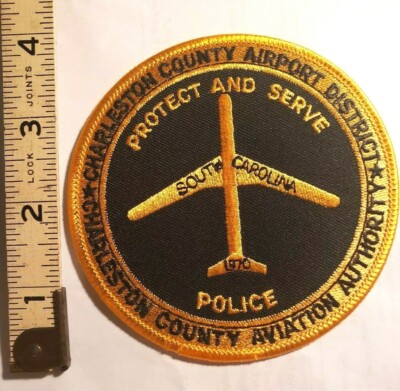 CHARLESTON COUNTY AIRPORT DISTRICT
PROTECT AND SERVE
SOUTH CAROLINA
1970
POLICE
CHARLESTON COUNTY AVIATION AUTHORITY
4
3
2
1
JOINTS
LOCK